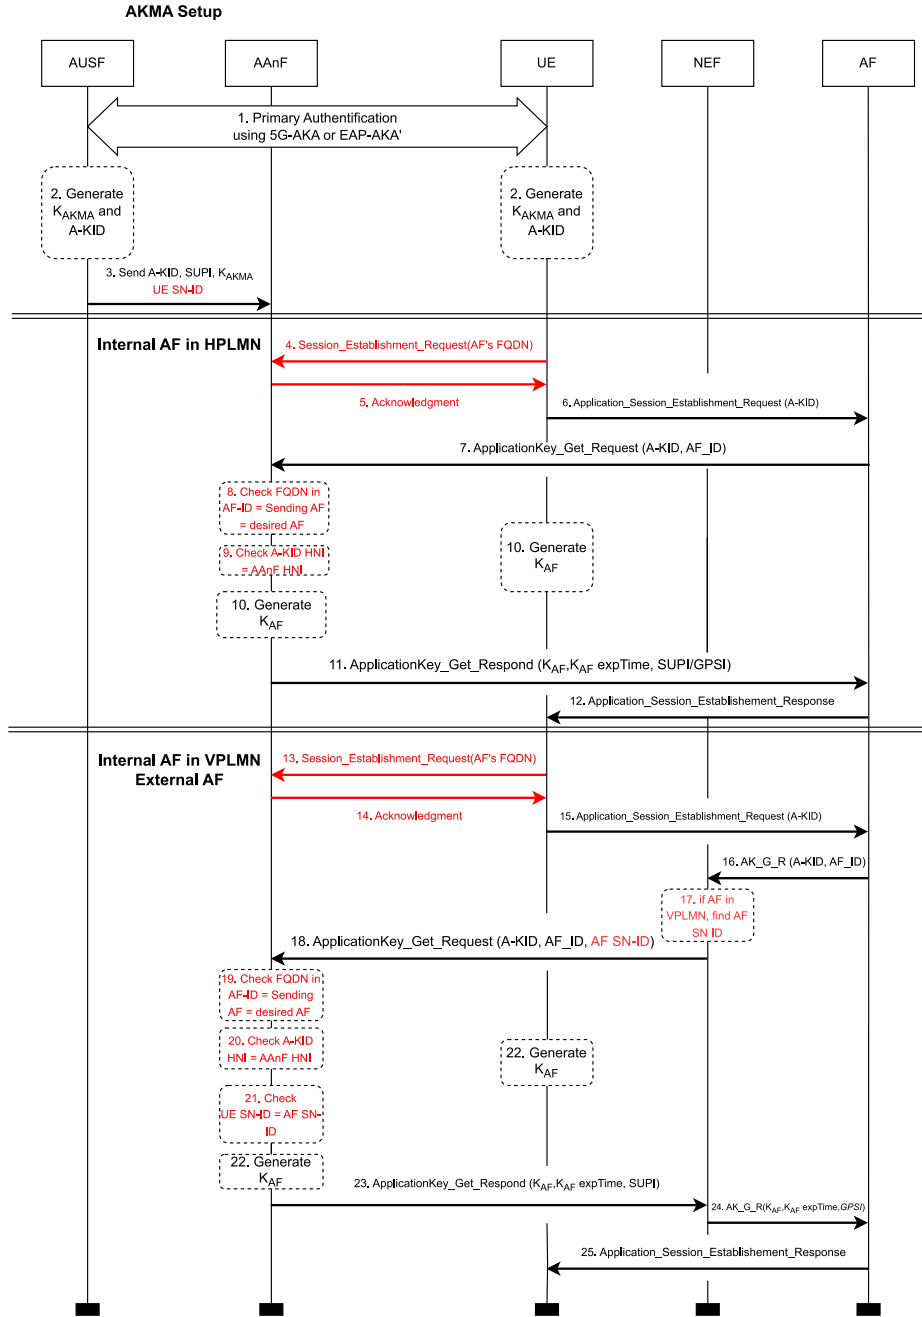 AKMA Setup
AUSF
AAnF
UE
NEF
AF
1. Primary Authentification
using 5G-AKA or EAP-AKA'
2. Generate
KAKMA and
A-KID
2. Generate
KAKMA and
A-KID
3. Send A-KID, SUPI, KAKMA
UE SN-ID
Internal AF in HPLMN
4. Session_Establishment_Request(AF's FQDN)
5. Acknowledgment
6. Application_Session_Establishment_Request (A-KID)
7. ApplicationKey_Get_Request (A-KID, AF_ID)
8. Check FQDN in
AF-ID = Sending AF
= desired AF
9. Check A-KID HNI
= AAnF HNI
10. Generate
KAF
10. Generate
KAF
11. ApplicationKey_Get_Respond (KAF,KAF expTime, SUPI/GPSI)
12. Application_Session_Establishement_Response
Internal AF in VPLMN
External AF
13. Session_Establishment_Request(AF's FQDN)
14. Acknowledgment
15. Application_Session_Establishment_Request (A-KID)
16. AK_G_R (A-KID, AF_ID)
17. if AF in
VPLMN, find AF
SN ID
18. ApplicationKey_Get_Request (A-KID, AF_ID, AF SN-ID)
19. Check FQDN in
AF-ID = Sending
AF = desired AF
20. Check A-KID
HNI = AAnF HNI
22. Generate
KAF
21. Check
UE SN-ID = AF SN-
ID
22. Generate
KAF
23. ApplicationKey_Get_Respond (KAF,KAF expTime, SUPI)
24. AK_G_R(KAF,KAF expTime,GPSI)
25. Application_Session_Establishement_Response